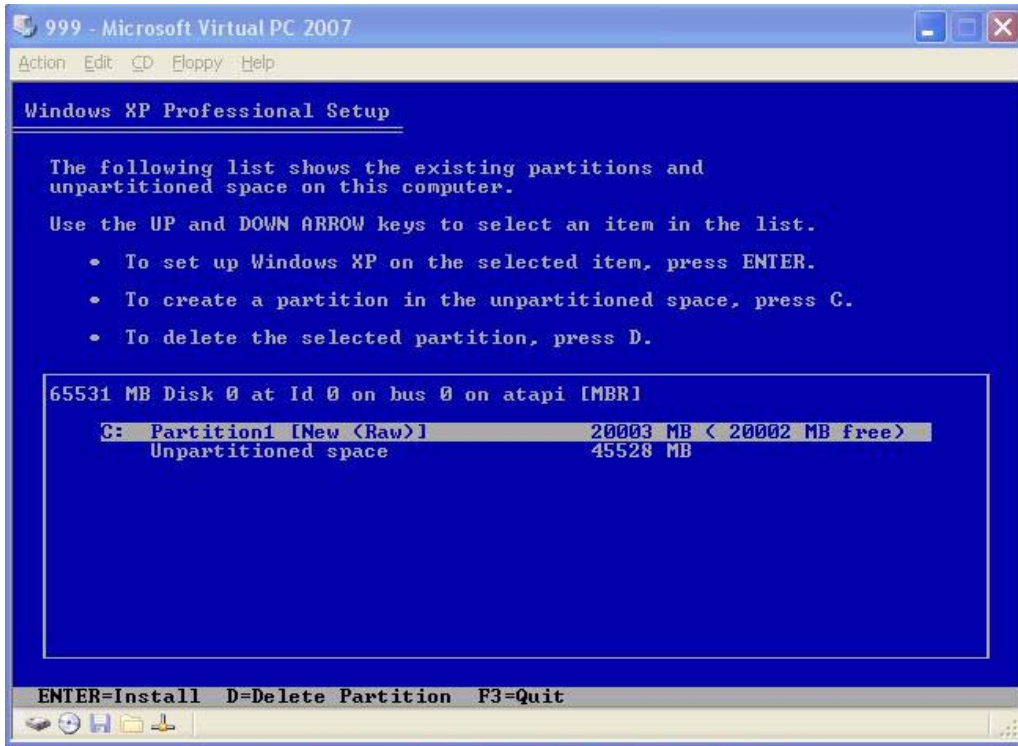 999 - Microsoft Virtual PC 2007
Action Edit CD Floppy Help
Windows XP Professional Setup
The following list shows the existing partitions and
unpartitioned space on this computer.
Use the UP and DOWN ARROW keys to select an item in the list.
• To set up Windows XP on the selected item, press ENTER.
• To create a partition in the unpartitioned space, press C.
• To delete the selected partition, press D.
65531 MB Disk 0 at Id 0 on bus 0 on atapi [MBR]
C: Partition1 [New (Raw)] 20003 MB ( 20002 MB free)
Unpartitioned space 45528 MB
ENTER=Install D=Delete Partition F3=Quit